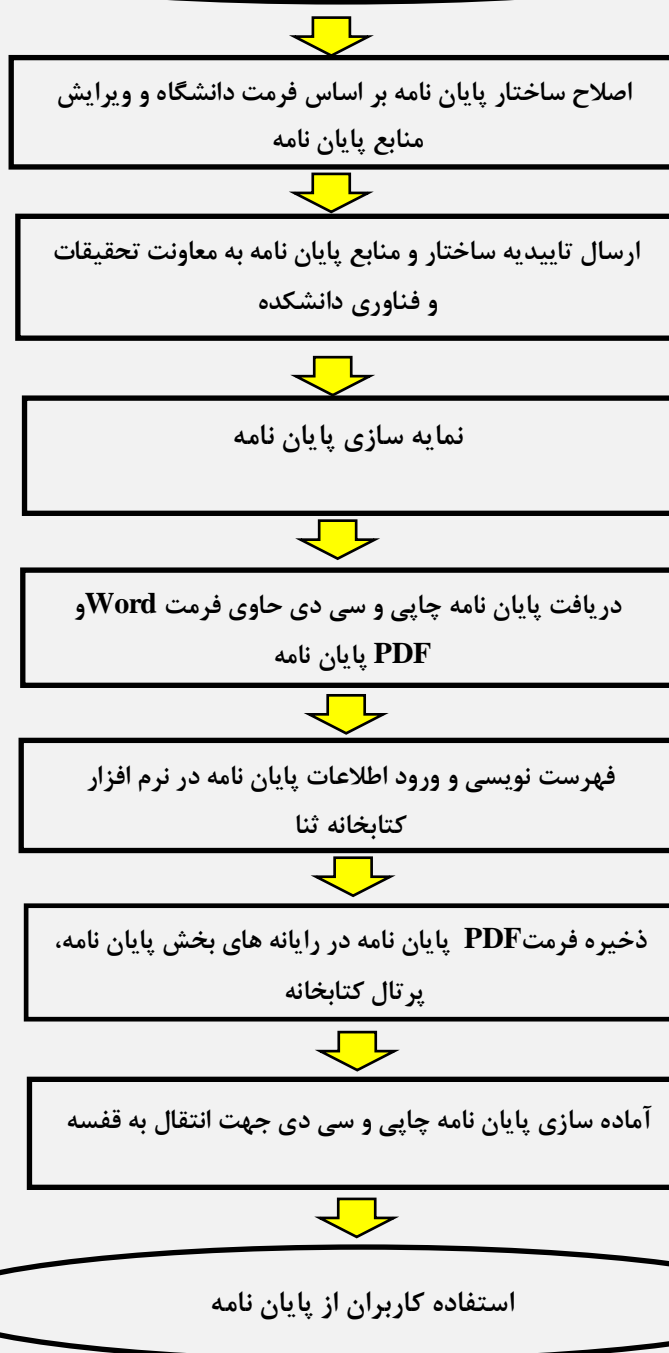 اصلاح ساختار پایان نامه بر اساس فرمت دانشگاه و ویرایش
منابع پایان نامه
ارسال تاییدیه ساختار و منابع پایان نامه به معاونت تحقیقات
و فناوری دانشکده
نمایه سازی پایان نامه
دریافت پایان نامه چاپی و سی دی حاوی فرمت Wordو
PDF پایان نامه
فهرست نویسی و ورود اطلاعات پایان نامه در نرم افزار
کتابخانه ثنا
ذخیره فرمتPDF پایان نامه در رایانه های بخش پایان نامه،
پرتال کتابخانه
آماده سازی پایان نامه چاپی و سی دی جهت انتقال به قفسه
استفاده کاربران از پایان نامه